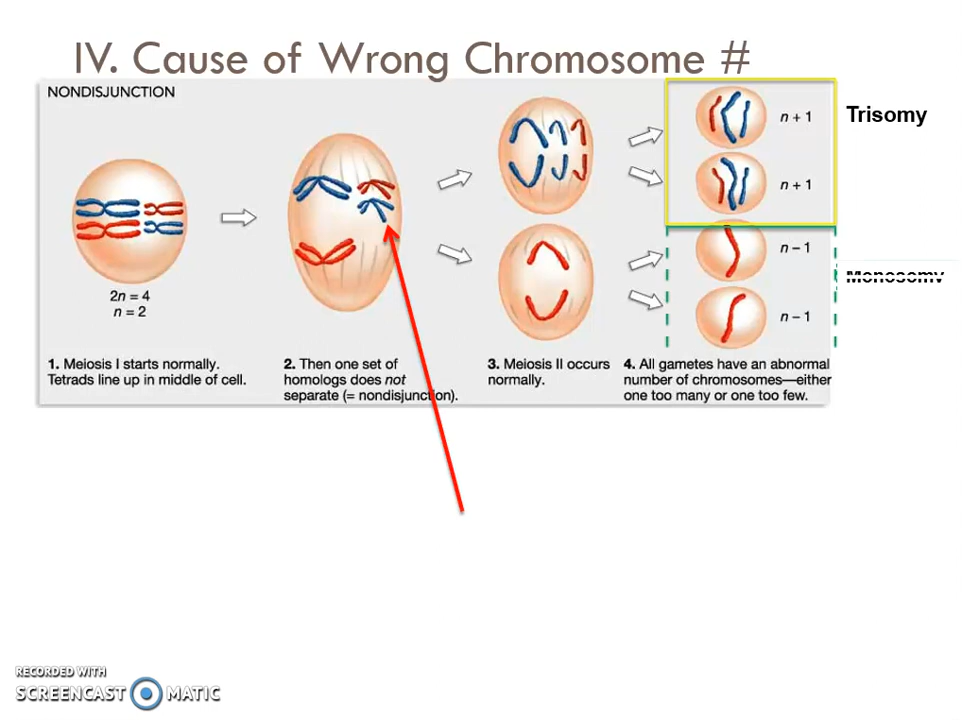 IV. Cause of Wrong Chromosome #
NONDISJUNCTION
n + 1
Trisomy
n + 1
n – 1
Monosomy
n – 1
2n = 4
n = 2
1. Meiosis I starts normally.
Tetrads line up in middle of cell.
2. Then one set of
homologs does not
separate (= nondisjunction).
3. Meiosis II occurs
normally.
4. All gametes have an abnormal
number of chromosomes—either
one too many or one too few.
RECORDED WITH
SCREENCAST MATIC